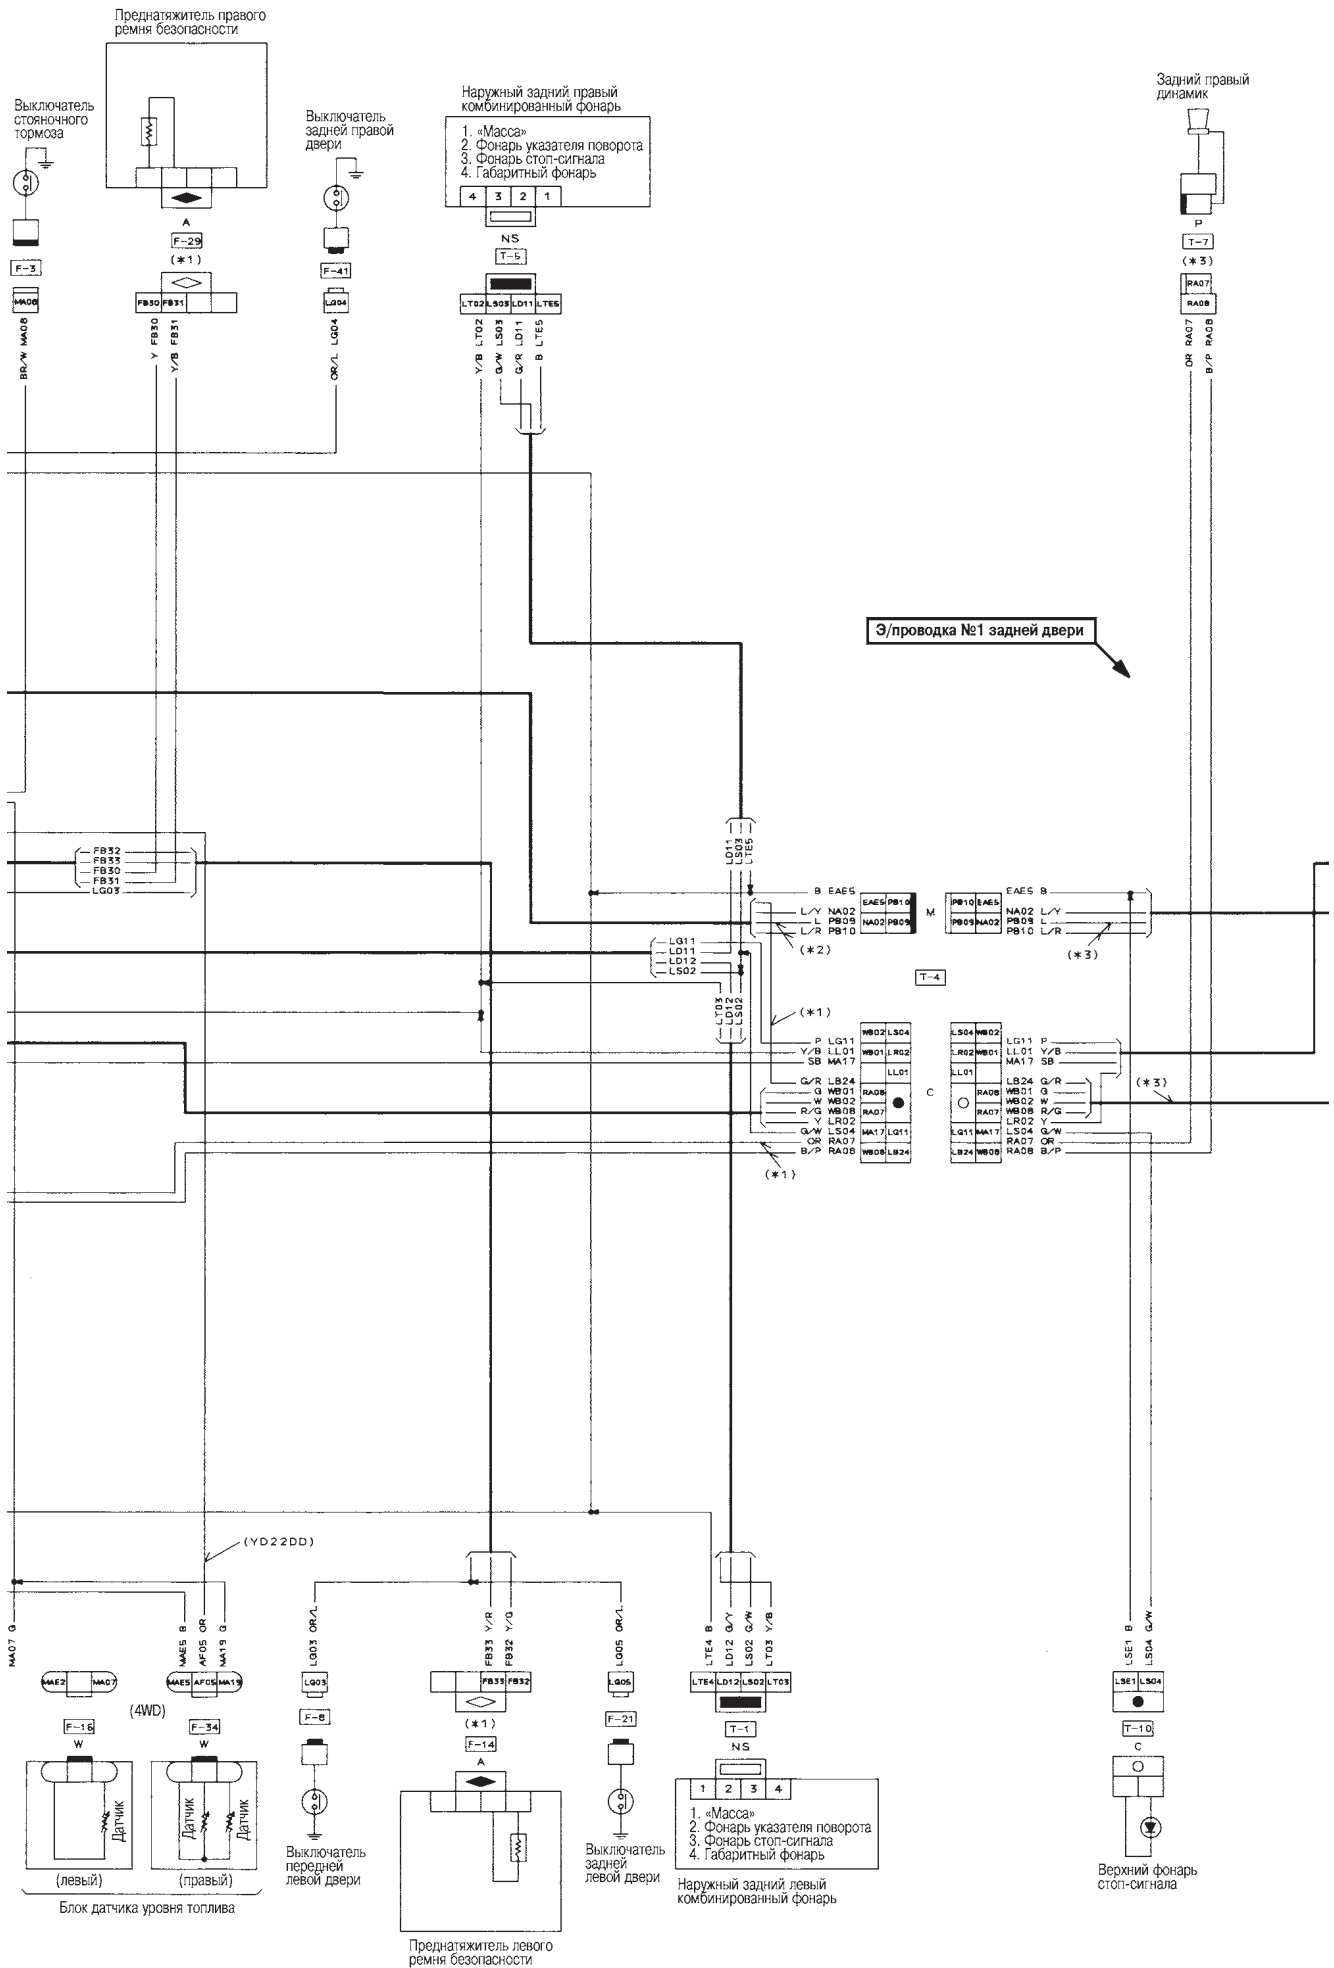 Преднатяжитель правого
ремня безопасности
Выключатель
стояночного
тормоза
Выключатель
задней правой
двери
Наружный задний правый
комбинированный фонарь
1. «Масса»
2. Фонарь указателя поворота
3. Фонарь стоп-сигнала
4. Габаритный фонарь
4 3 2 1
Задний правый
динамик
A
F-29
(*1)
NS
T-5
P
T-7
(*3)
F-3
F-41
MA08
FB30 FB31
LG04
LT02 LS03 LD11 LTE5
RA07
RA08
BR/W MA08
Y FB30
Y/B FB31
OR/L LG04
Y/B LT02
G/W LS03
G/R LD11
B LTE5
OR RA07
B/P RA08
Э/проводка №1 задней двери
FB32
FB33
FB30
FB31
LG03
LD11
LS03
LTE5
B EAE5
L/Y NA02
L PB09
L/R PB10
(*2)
EAE5 PB10
NA02 PB09
M
PB10 EAE5
PB09 NA02
EAE5 B
NA02 L/Y
PB09 L
PB10 L/R
(*3)
LG11
LD11
LD12
LS02
T-4
LT03
LD12
LS02
(*1)
P LG11
Y/B LL01
SB MA17
G/R LB24
G WB01
W WB02
R/G WB08
Y LR02
G/W LS04
OR RA07
B/P RA08
(*1)
WB02 LS04
WB01 LR02
LL01
RA08
RA07
MA17 LG11
WB08 LB24
C
LS04 WB02
LR02 WB01
LL01
RA08
RA07
LG11 MA17
LB24 WB08
LG11 P
LL01 Y/B
MA17 SB
LB24 G/R
WB01 G
WB02 W
WB08 R/G
LR02 Y
LS04 G/W
RA07 OR
RA08 B/P
(*3)
(YD22DD)
MA07 G
MAE5 B
AF05 OR
MA19 G
LG03 OR/L
FB33 Y/R
FB32 Y/G
LG05 OR/L
LTE4 B
LD12 G/Y
LS02 G/W
LT03 Y/B
LSE1 B
LS04 G/W
MAE2 MA07
MAE5 AF05 MA19
(4WD)
LG03
FB33 FB32
LG05
LTE4 LD12 LS02 LT03
LSE1 LS04
F-16
W
F-34
W
F-8
(*1)
F-14
A
F-21
T-1
NS
T-10
C
1 2 3 4
1. «Масса»
2. Фонарь указателя поворота
3. Фонарь стоп-сигнала
4. Габаритный фонарь
Датчик
Датчик
Датчик
(левый)
(правый)
Блок датчика уровня топлива
Выключатель
передней
левой двери
Преднатяжитель левого
ремня безопасности
Выключатель
задней
левой двери
Наружный задний левый
комбинированный фонарь
Верхний фонарь
стоп-сигнала